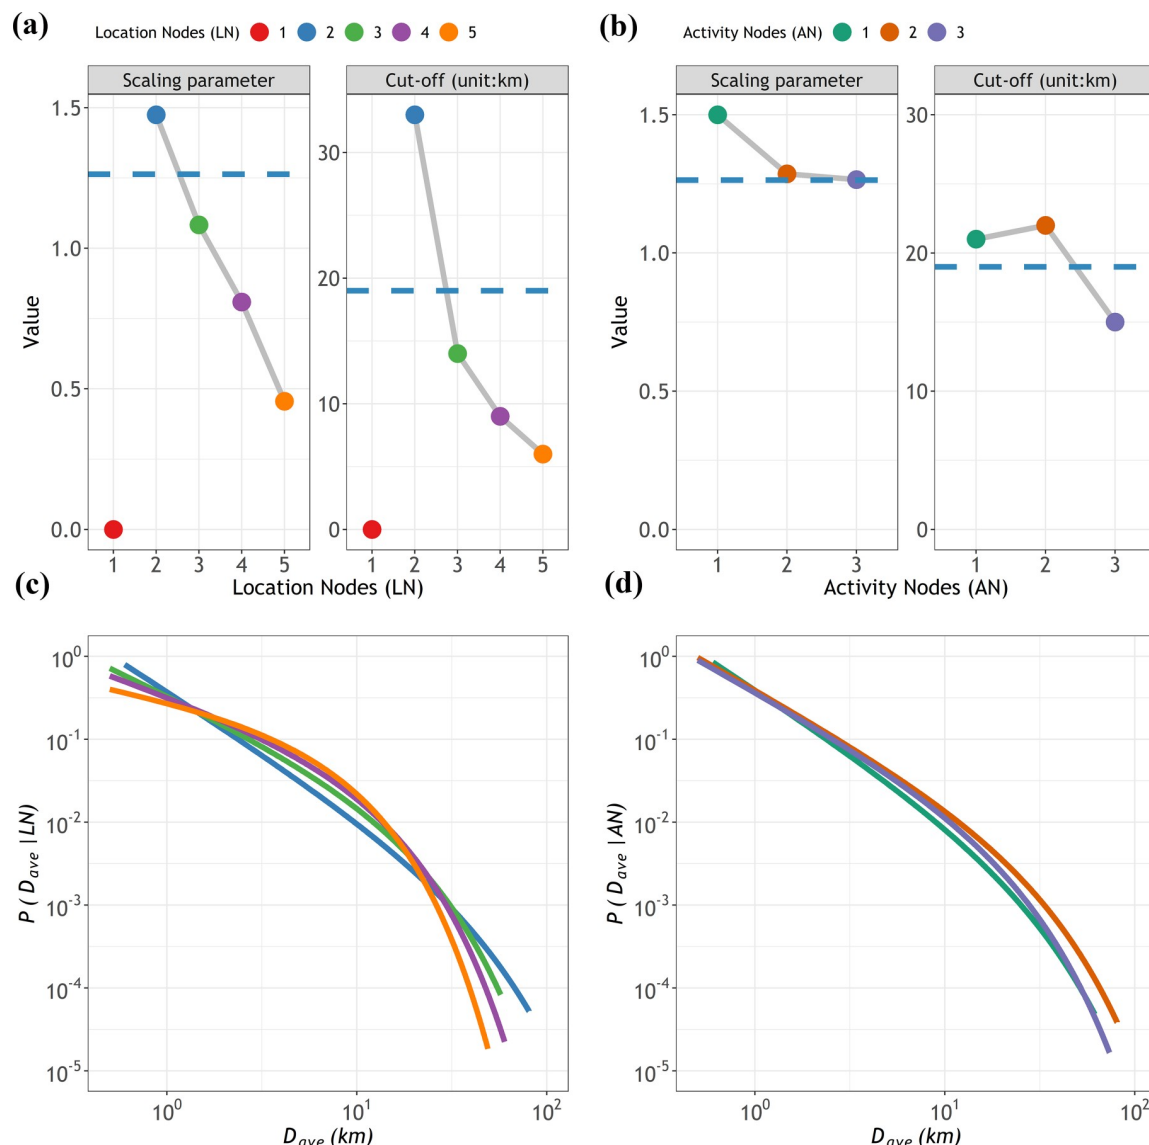 (a) Location Nodes (LN) 1 2 3 4 5
Scaling parameter
Cut-off (unit:km)
Value
1.5
1.0
0.5
0.0
30
20
10
0
1 2 3 4 5
1 2 3 4 5
Location Nodes (LN)
(b) Activity Nodes (AN) 1 2 3
Scaling parameter
Cut-off (unit:km)
Value
1.5
1.0
0.5
0.0
30
20
10
0
1 2 3
1 2 3
Activity Nodes (AN)
(c)
P ( D_ave | LN)
10^0
10^-1
10^-2
10^-3
10^-4
10^-5
10^0 10^1 10^2
D_ave (km)
(d)
P ( D_ave | AN)
10^0
10^-1
10^-2
10^-3
10^-4
10^-5
10^0 10^1 10^2
D_ave (km)